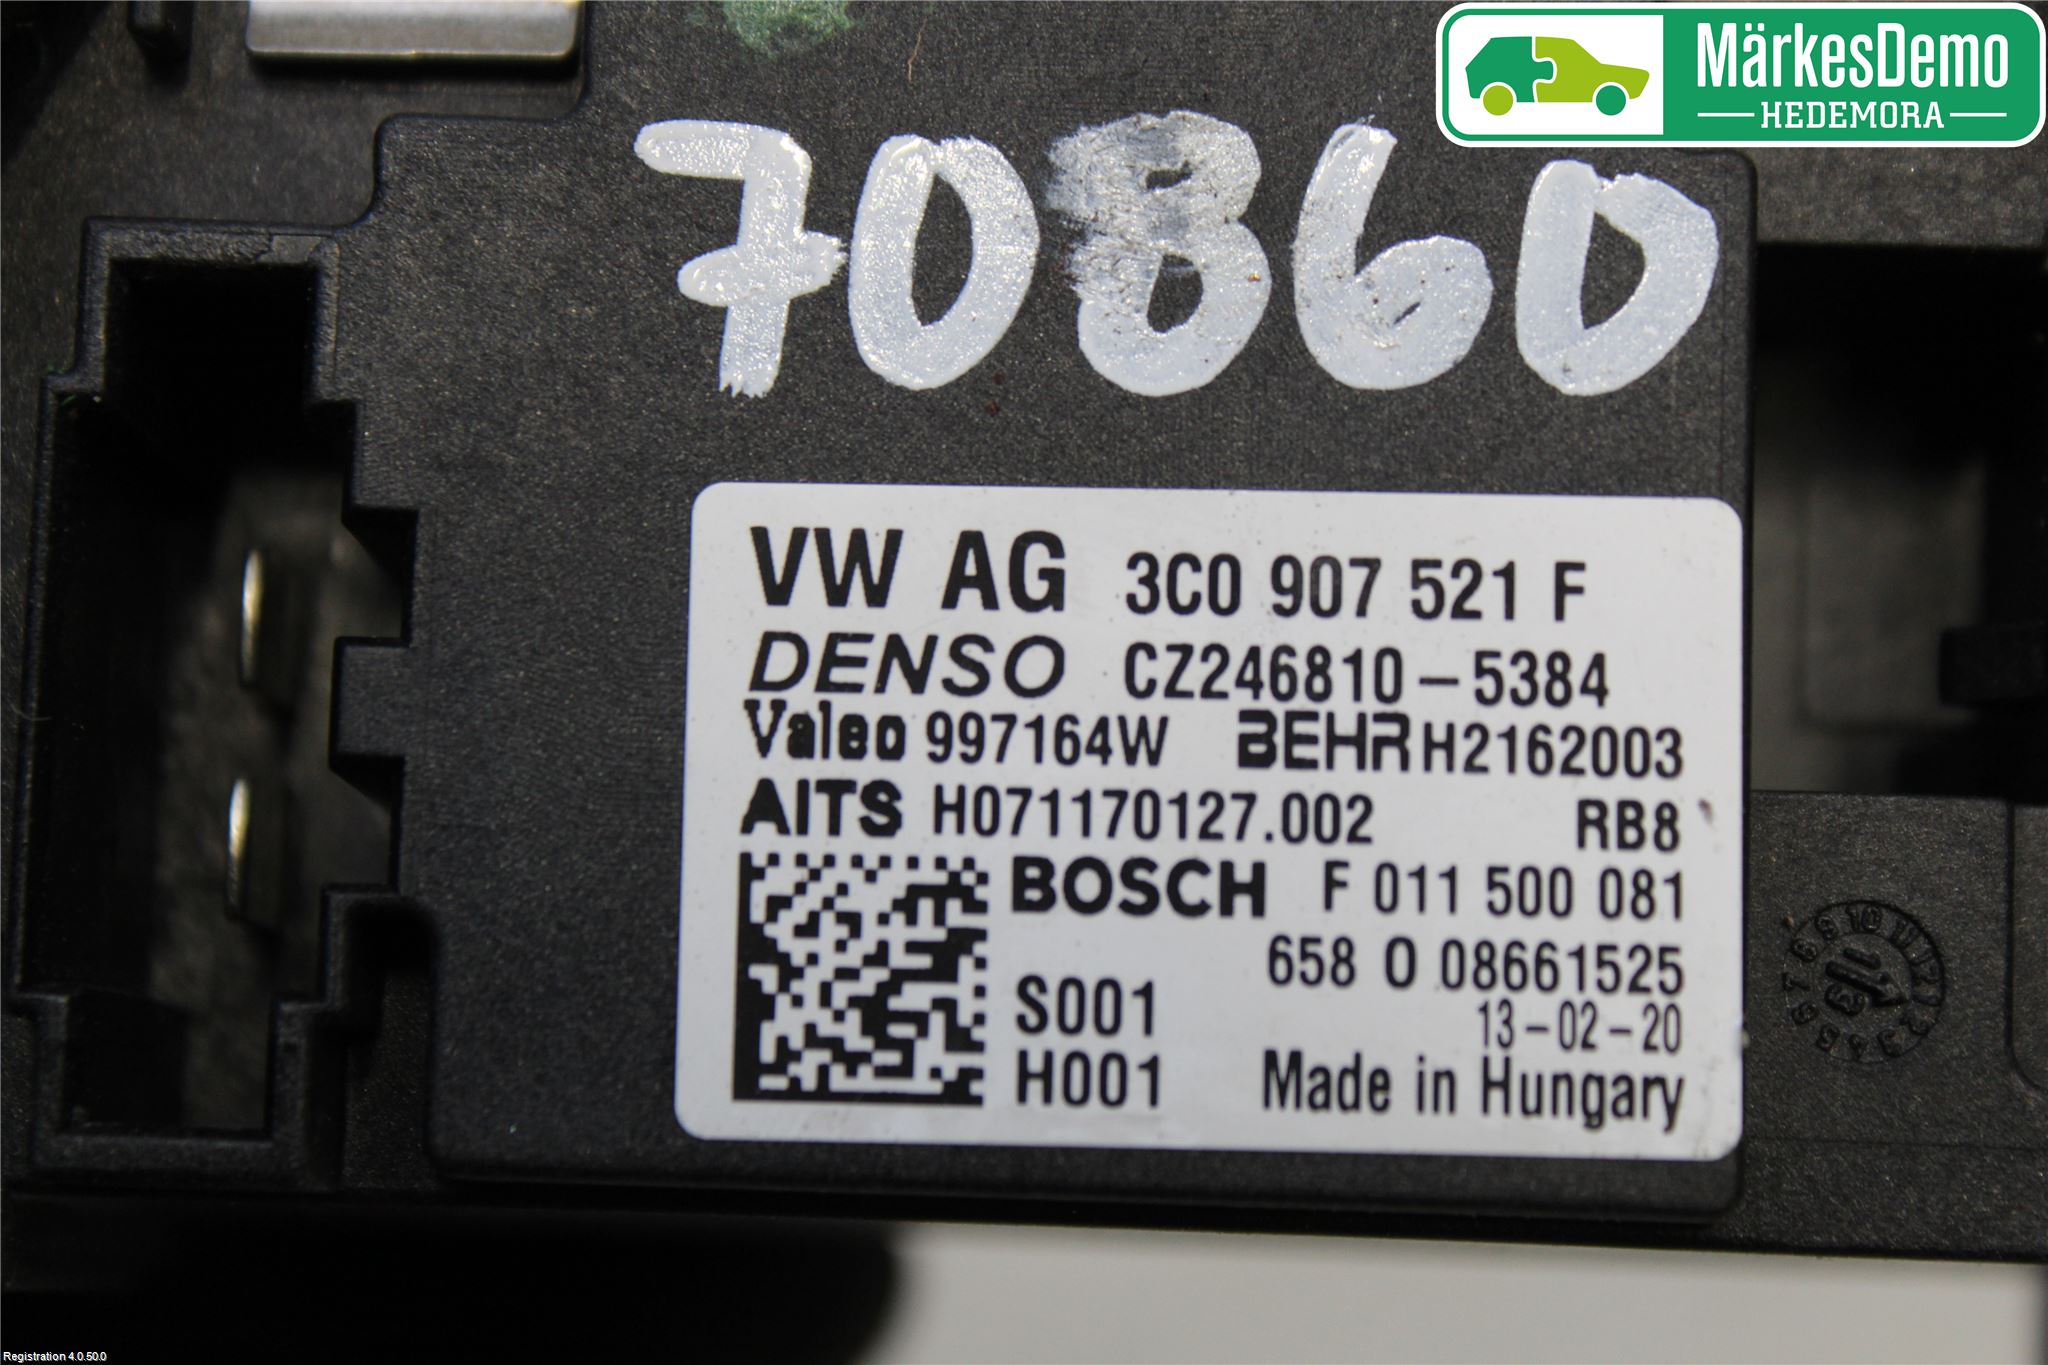 MärkesDemo
HEDEMORA
70860
VW AG 3C0 907 521 F
DENSO CZ246810-5384
Valeo 997164W BEHR H2162003
AITS H071170127.002 RB8
BOSCH F 011 500 081
658 0 08661525
S001
13-02-20
H001 Made in Hungary
Registration 4.0.50.0